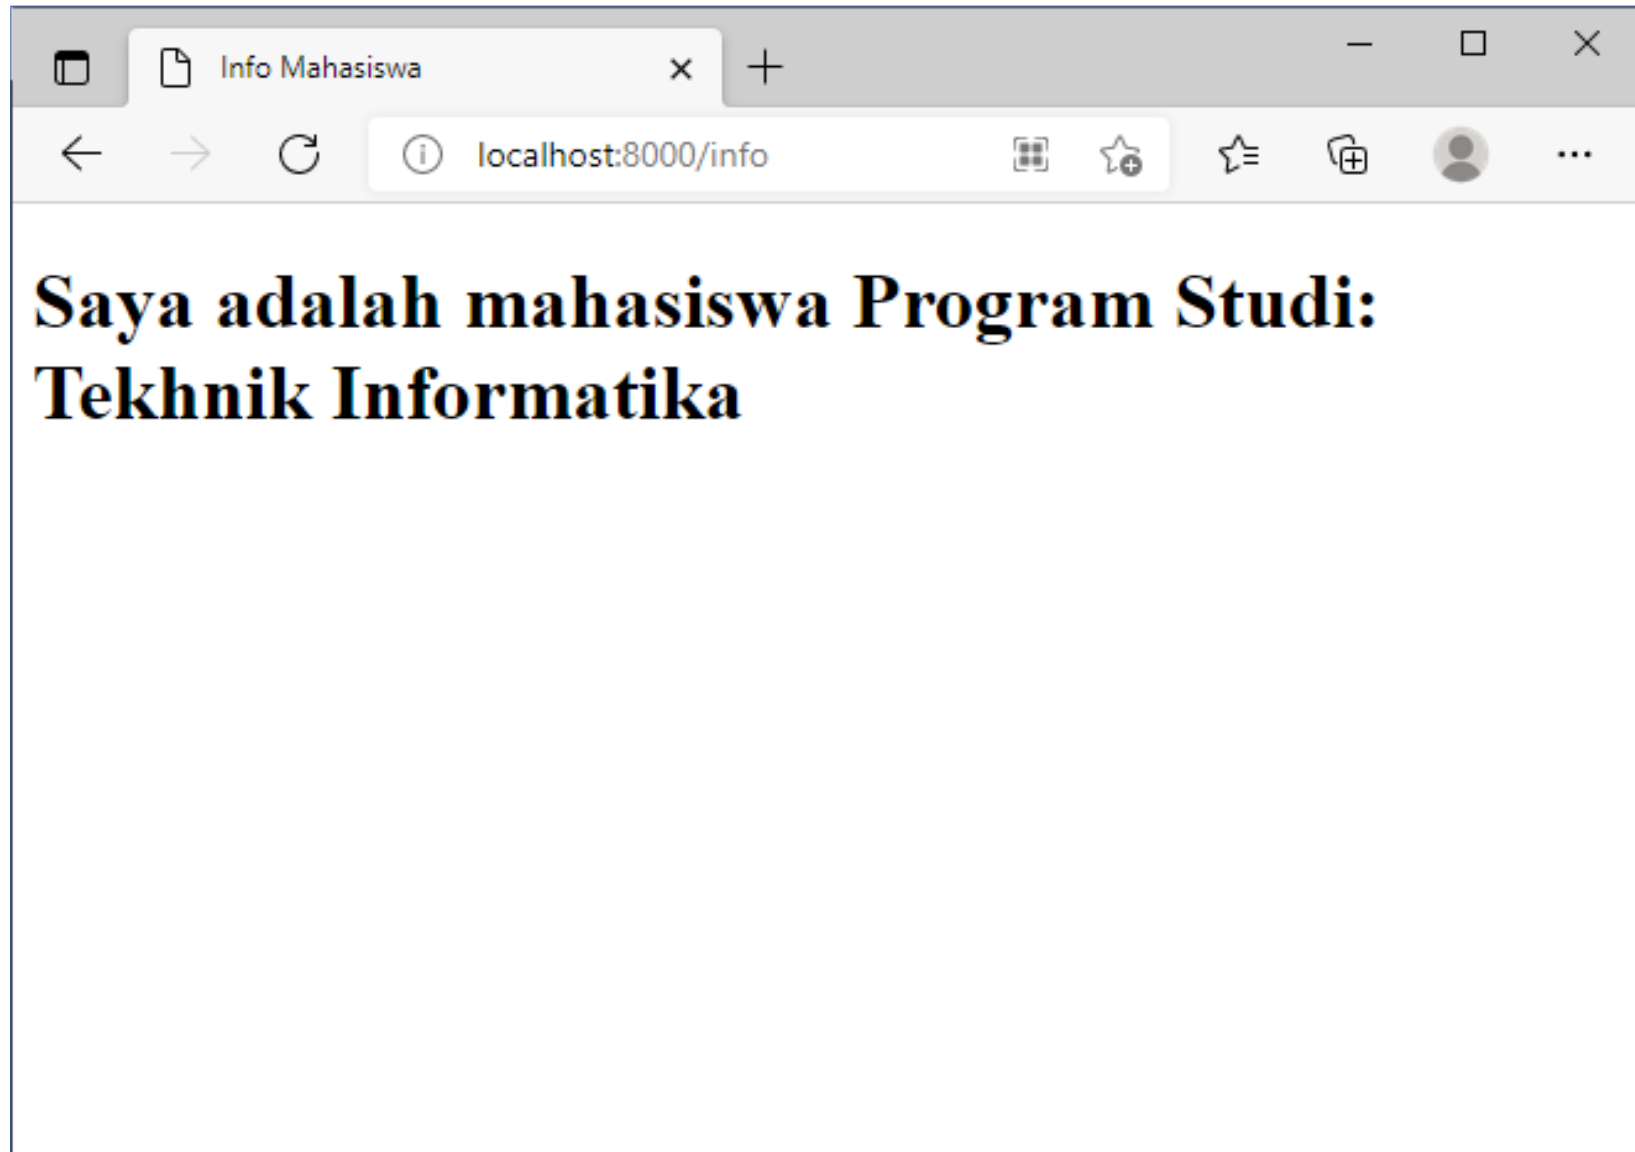 Info Mahasiswa
localhost:8000/info
Saya adalah mahasiswa Program Studi:
Tekhnik Informatika